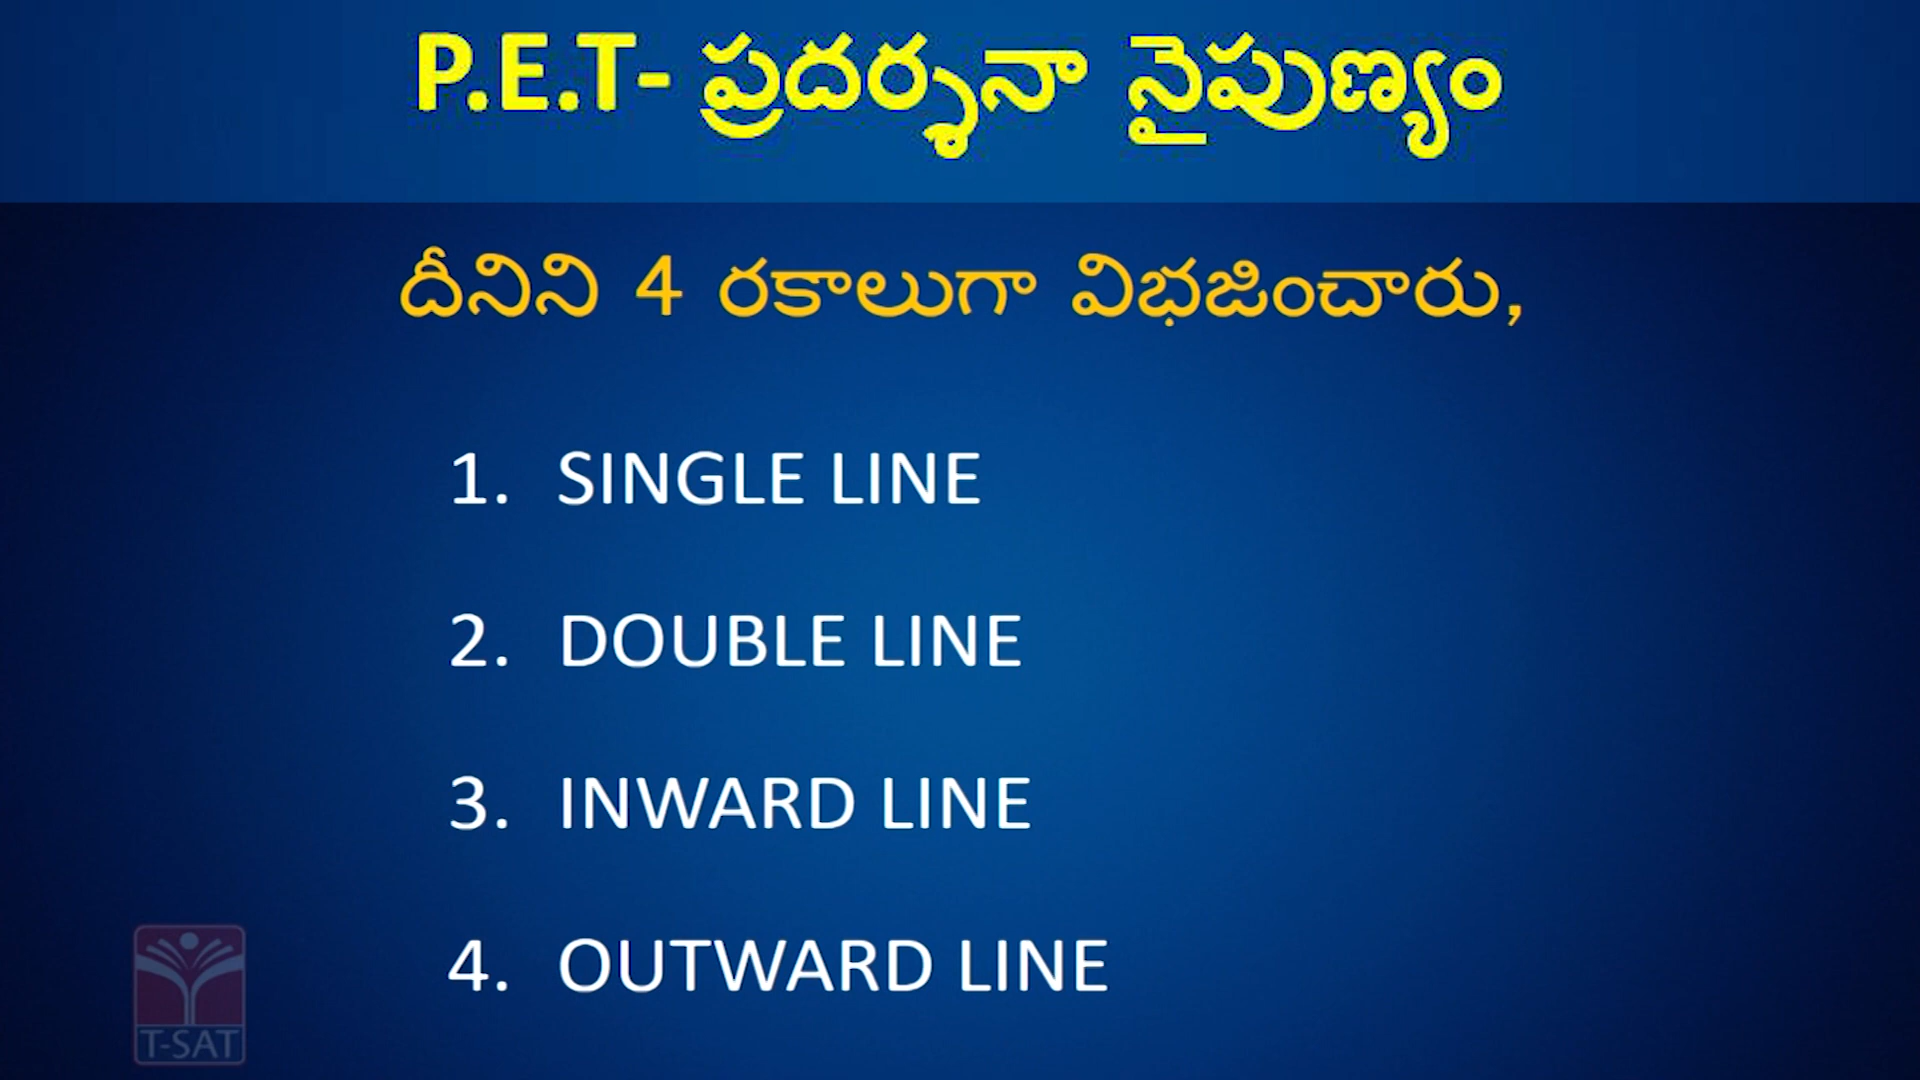 P.E.T- ప్రదర్శనా నైపుణ్యం
దీనిని 4 రకాలుగా విభజించారు,
1. SINGLE LINE
2. DOUBLE LINE
3. INWARD LINE
4. OUTWARD LINE
T-SAT